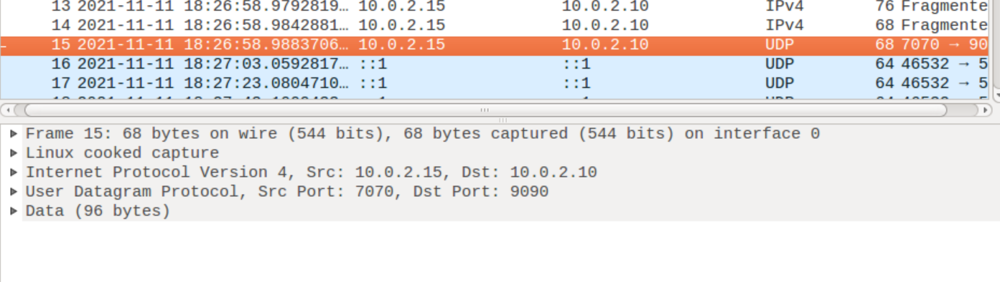 13 2021-11-11 18:26:58.9792819… 10.0.2.15 10.0.2.10 IPv4 76 Fragmente
14 2021-11-11 18:26:58.9842881… 10.0.2.15 10.0.2.10 IPv4 68 Fragmente
15 2021-11-11 18:26:58.9883706… 10.0.2.15 10.0.2.10 UDP 68 7070 → 90
16 2021-11-11 18:27:03.0592817… ::1 ::1 UDP 64 46532 → 5
17 2021-11-11 18:27:23.0804710… ::1 ::1 UDP 64 46532 → 5
Frame 15: 68 bytes on wire (544 bits), 68 bytes captured (544 bits) on interface 0
Linux cooked capture
Internet Protocol Version 4, Src: 10.0.2.15, Dst: 10.0.2.10
User Datagram Protocol, Src Port: 7070, Dst Port: 9090
Data (96 bytes)